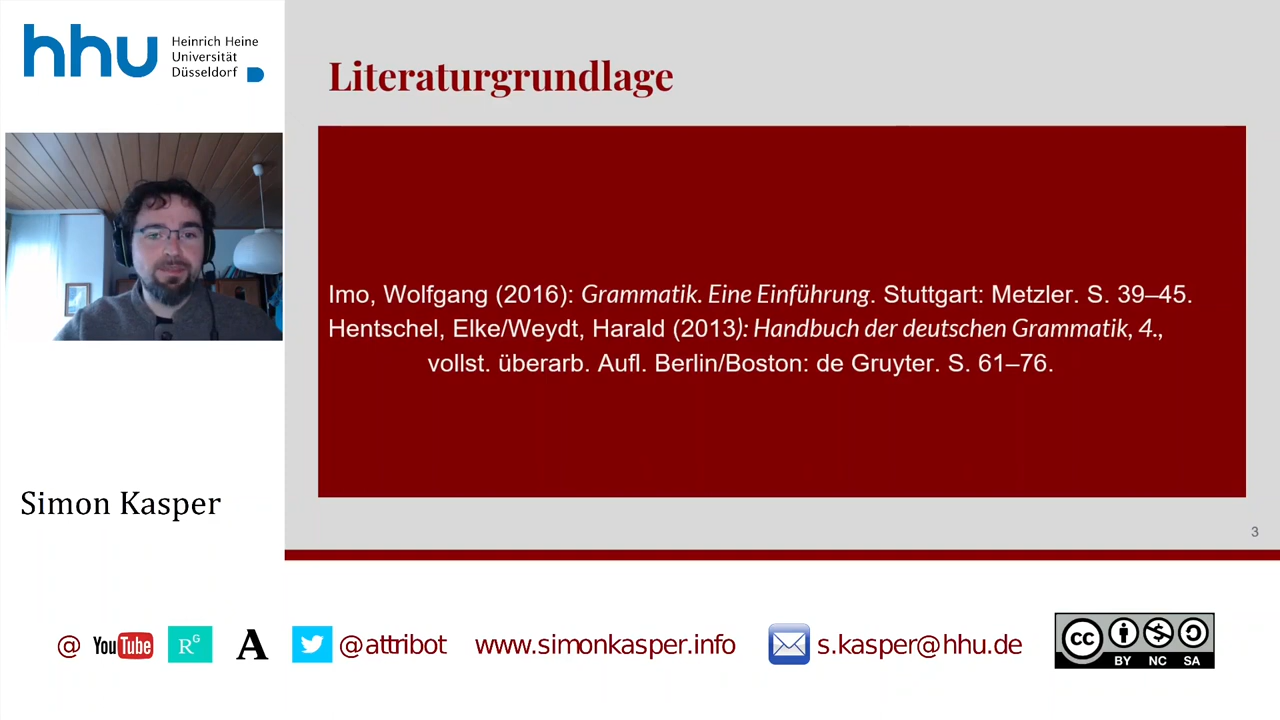 hhu
Heinrich Heine
Universität
Düsseldorf
Literaturgrundlage
Imo, Wolfgang (2016): Grammatik. Eine Einführung. Stuttgart: Metzler. S. 39–45.
Hentschel, Elke/Weydt, Harald (2013): Handbuch der deutschen Grammatik, 4.,
vollst. überarb. Aufl. Berlin/Boston: de Gruyter. S. 61–76.
3
Simon Kasper
@ YouTube RG A @attribot www.simonkasper.info s.kasper@hhu.de
cc BY NC SA